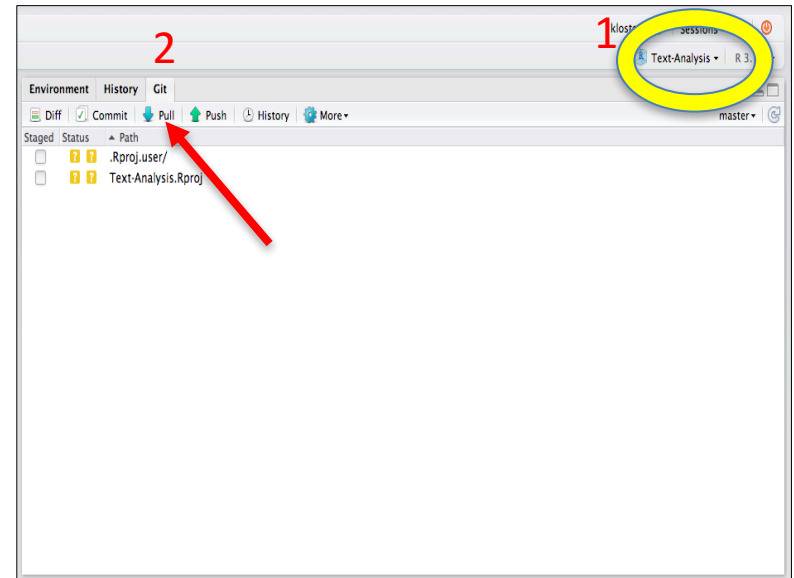 1
Sessions
2
Text-Analysis
R 3.
Environment History Git
Diff Commit Pull Push History More master
Staged Status Path
? ? .Rproj.user/
? ? Text-Analysis.Rproj